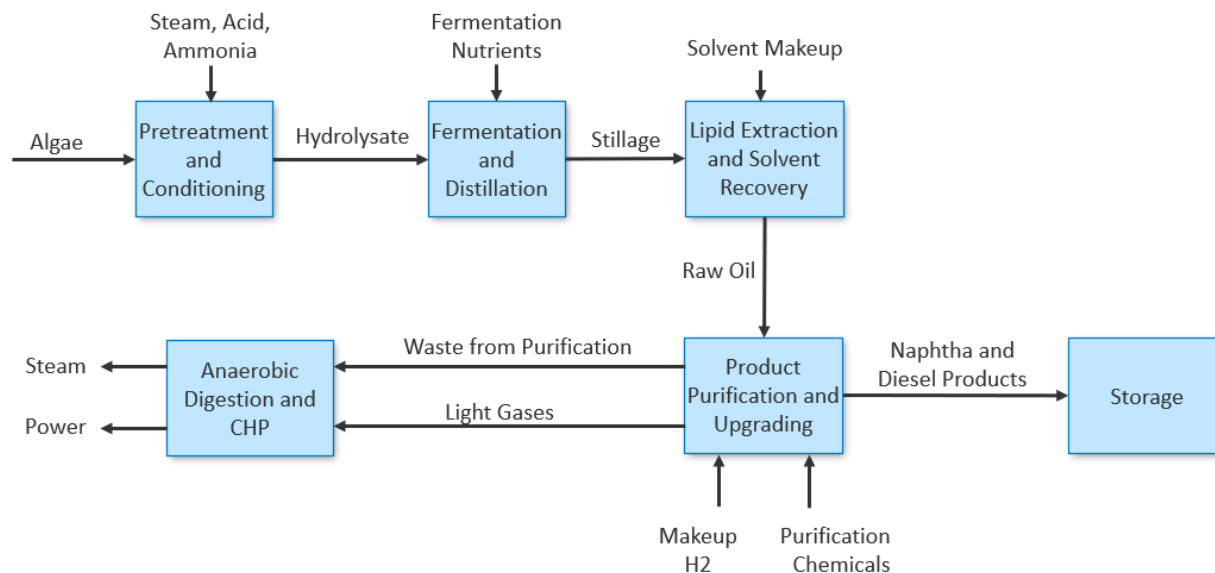 Steam, Acid,
Ammonia
Fermentation
Nutrients
Solvent Makeup
Algae
Pretreatment
and
Conditioning
Hydrolysate
Fermentation
and
Distillation
Stillage
Lipid Extraction
and Solvent
Recovery
Raw Oil
Steam
Power
Anaerobic
Digestion and
CHP
Waste from Purification
Light Gases
Product
Purification and
Upgrading
Naphtha and
Diesel Products
Storage
Makeup
H2
Purification
Chemicals